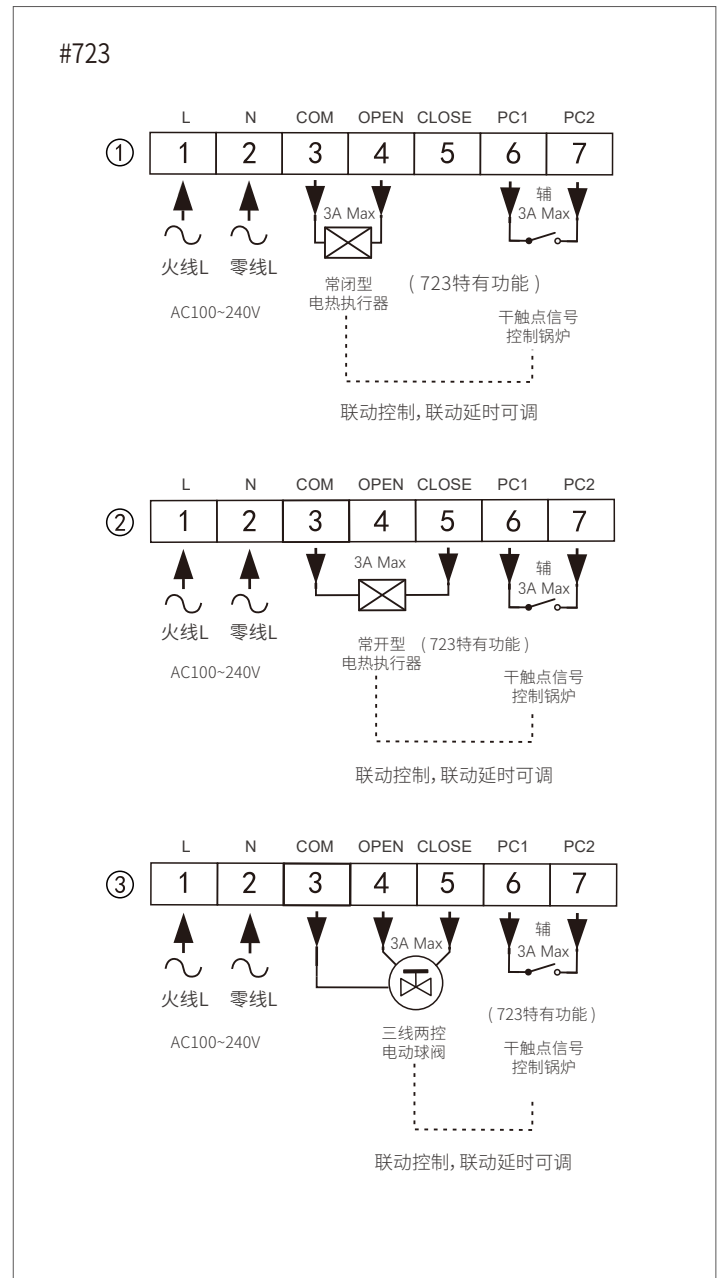 #723
L N COM OPEN CLOSE PC1 PC2
① 1 2 3 4 5 6 7
辅
3A Max 3A Max
火线L 零线L
常闭型 ( 723特有功能 )
电热执行器
AC100~240V
干触点信号
控制锅炉
联动控制, 联动延时可调
L N COM OPEN CLOSE PC1 PC2
② 1 2 3 4 5 6 7
3A Max 辅
3A Max
火线L 零线L
常开型 ( 723特有功能 )
电热执行器
AC100~240V
干触点信号
控制锅炉
联动控制, 联动延时可调
L N COM OPEN CLOSE PC1 PC2
③ 1 2 3 4 5 6 7
辅
3A Max 3A Max
火线L 零线L
( 723特有功能 )
三线两控
电动球阀
AC100~240V
干触点信号
控制锅炉
联动控制, 联动延时可调